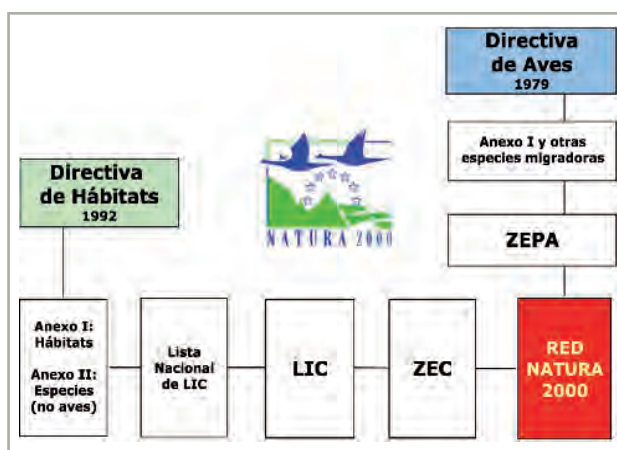 Directiva
de Aves
1979
Anexo I y otras
especies migradoras
ZEPA
Directiva
de Hábitats
1992
NATURA 2000
Anexo I:
Hábitats
Anexo II:
Especies
(no aves)
Lista
Nacional
de LIC
LIC
ZEC
RED
NATURA
2000